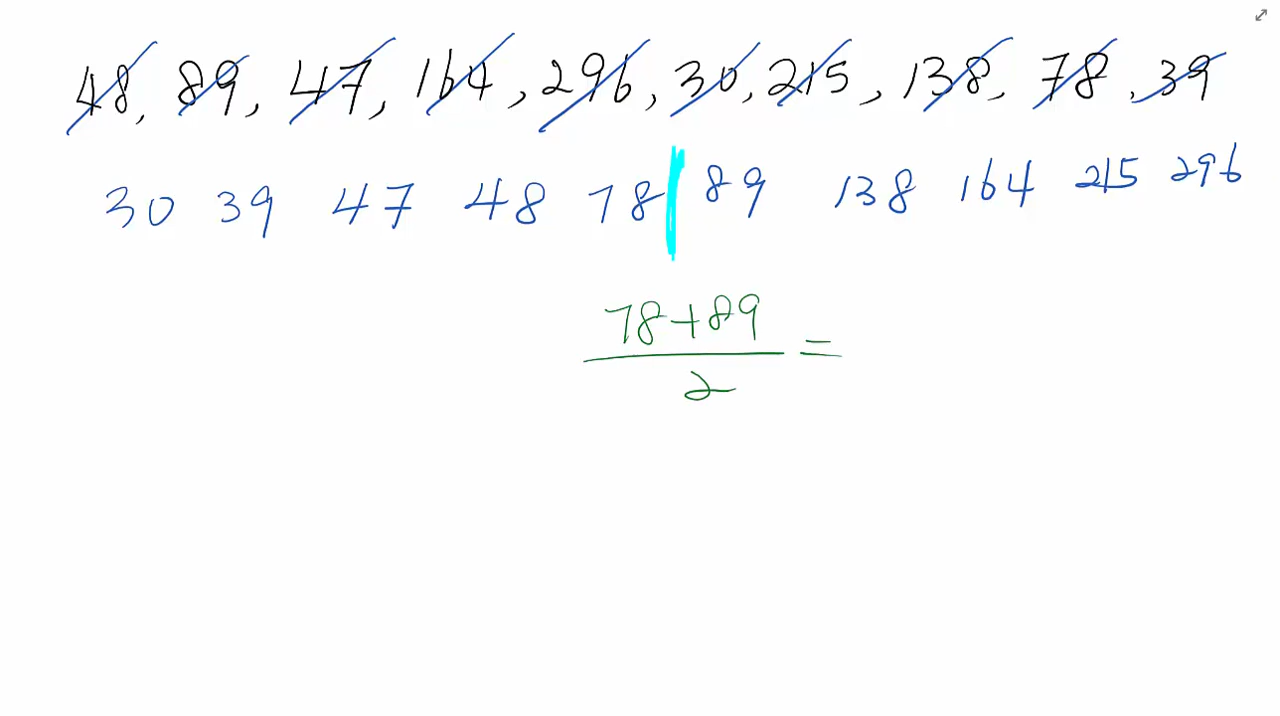 48, 89, 47, 164, 296, 30, 215, 138, 78, 39
30 39 47 48 78 | 89 138 164 215 296
78+89
2
=